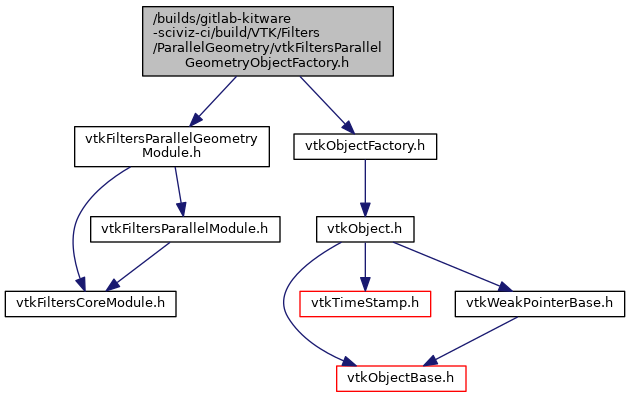 /builds/gitlab-kitware
-sciviz-ci/build/VTK/Filters
/ParallelGeometry/vtkFiltersParallel
GeometryObjectFactory.h
vtkFiltersParallelGeometry
Module.h
vtkObjectFactory.h
vtkFiltersParallelModule.h
vtkObject.h
vtkFiltersCoreModule.h
vtkTimeStamp.h
vtkWeakPointerBase.h
vtkObjectBase.h